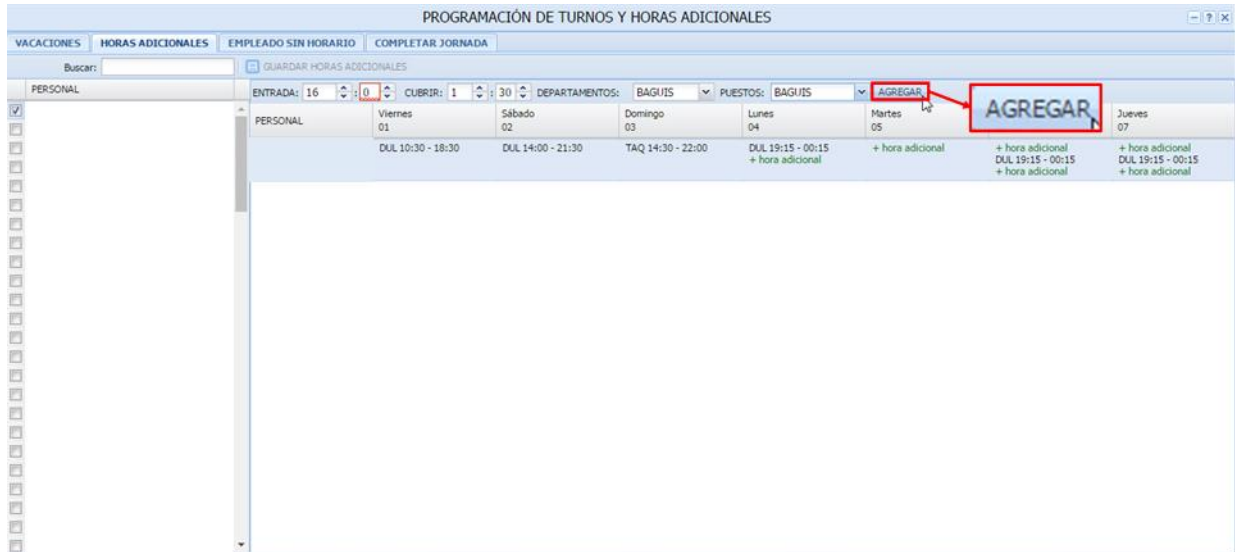 PROGRAMACIÓN DE TURNOS Y HORAS ADICIONALES
VACACIONES HORAS ADICIONALES EMPLEADO SIN HORARIO COMPLETAR JORNADA
Buscar: GUARDAR HORAS ADICIONALES
PERSONAL ENTRADA: 16 : 0 CUBRIR: 1 : 30 DEPARTAMENTOS: BAGUIS PUESTOS: BAGUIS AGREGAR AGREGAR
PERSONAL Viernes Sábado Domingo Lunes Martes Jueves
01 02 03 04 05 07
DUL 10:30 - 18:30 DUL 14:00 - 21:30 TAQ 14:30 - 22:00 DUL 19:15 - 00:15 + hora adicional + hora adicional + hora adicional
+ hora adicional DUL 19:15 - 00:15 DUL 19:15 - 00:15
+ hora adicional + hora adicional